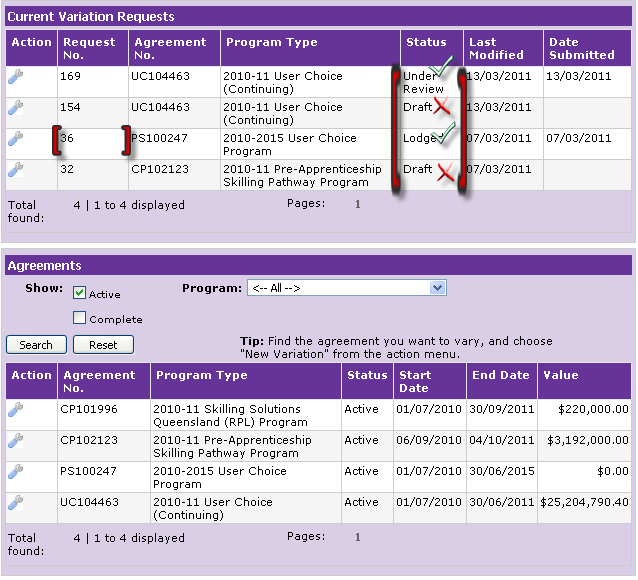 Current Variation Requests
Action Request No. Agreement No. Program Type Status Last Modified Date Submitted
169 UC104463 2010-11 User Choice (Continuing) Under Review 13/03/2011 13/03/2011
154 UC104463 2010-11 User Choice (Continuing) Draft 13/03/2011
36 PS100247 2010-2015 User Choice Program Lodged 07/03/2011 07/03/2011
32 CP102123 2010-11 Pre-Apprenticeship Skilling Pathway Program Draft 07/03/2011
Total found: 4 | 1 to 4 displayed Pages: 1
Agreements
Show: Active Program: <-- All -->
Complete
Search Reset Tip: Find the agreement you want to vary, and choose
"New Variation" from the action menu.
Action Agreement No. Program Type Status Start Date End Date Value
CP101996 2010-11 Skilling Solutions Queensland (RPL) Program Active 01/07/2010 30/09/2011 $220,000.00
CP102123 2010-11 Pre-Apprenticeship Skilling Pathway Program Active 06/09/2010 04/10/2011 $3,192,000.00
PS100247 2010-2015 User Choice Program Active 01/07/2010 30/06/2015 $0.00
UC104463 2010-11 User Choice (Continuing) Active 01/07/2010 30/06/2011 $25,204,790.40
Total found: 4 | 1 to 4 displayed Pages: 1